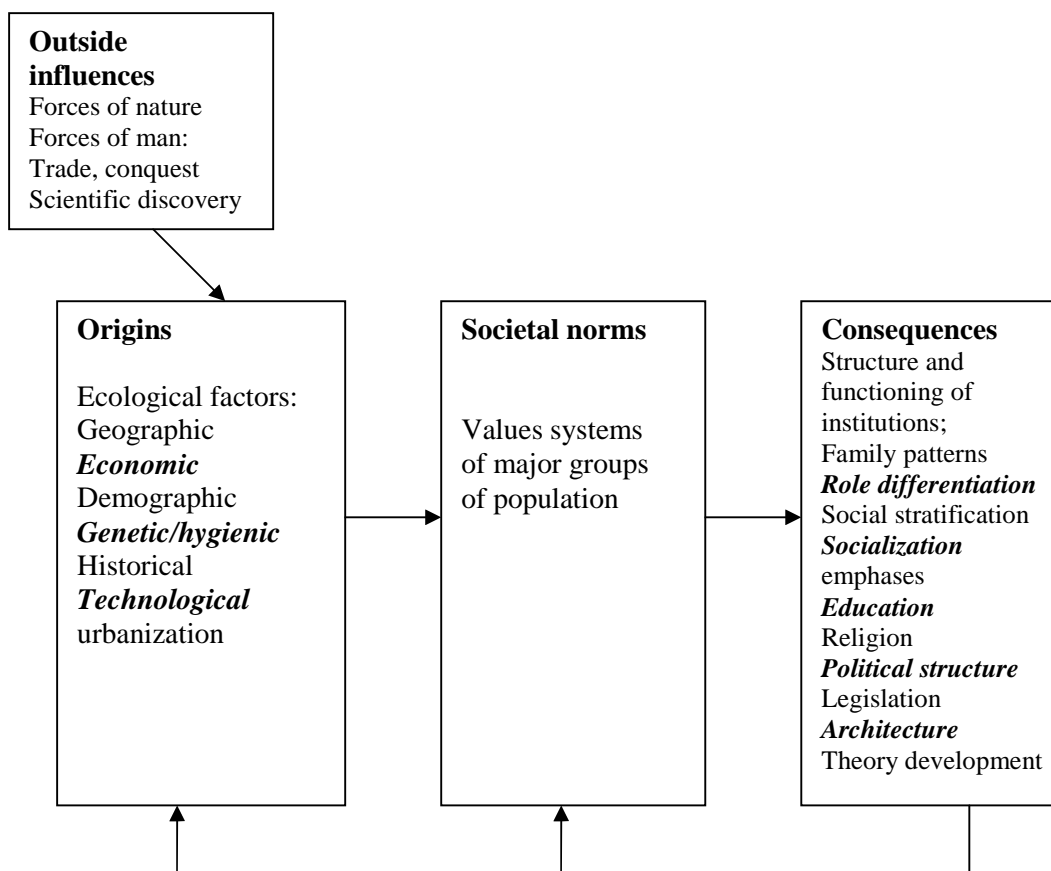 Outside
influences
Forces of nature
Forces of man:
Trade, conquest
Scientific discovery
Origins
Ecological factors:
Geographic
Economic
Demographic
Genetic/hygienic
Historical
Technological
urbanization
Societal norms
Values systems
of major groups
of population
Consequences
Structure and
functioning of
institutions;
Family patterns
Role differentiation
Social stratification
Socialization
emphases
Education
Religion
Political structure
Legislation
Architecture
Theory development